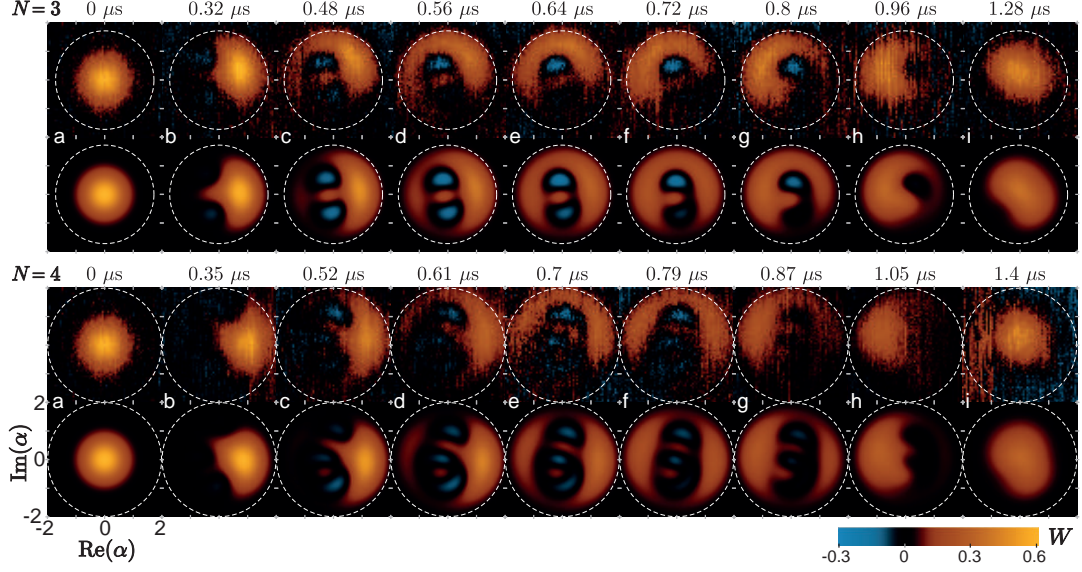 N = 3 0 μs 0.32 μs 0.48 μs 0.56 μs 0.64 μs 0.72 μs 0.8 μs 0.96 μs 1.28 μs
a b c d e f g h i
N = 4 0 μs 0.35 μs 0.52 μs 0.61 μs 0.7 μs 0.79 μs 0.87 μs 1.05 μs 1.4 μs
2 a b c d e f g h i
Im(α) 0
-2
-2 0 2
Re(α)
W
-0.3 0 0.3 0.6